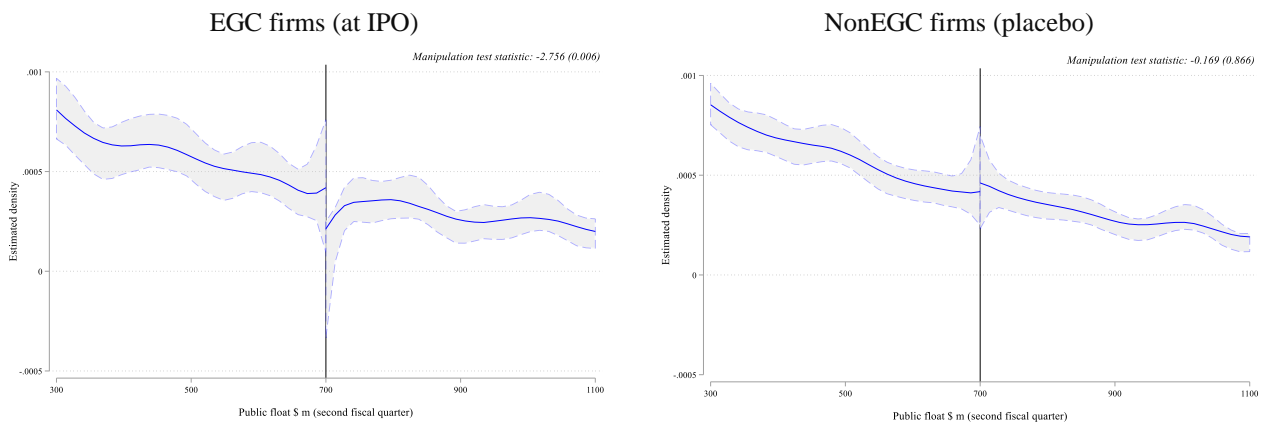 EGC firms (at IPO)
Manipulation test statistic: -2.756 (0.006)
.001
.0005
0
-.0005
Estimated density
300 500 700 900 1100
Public float $ m (second fiscal quarter)
NonEGC firms (placebo)
Manipulation test statistic: -0.169 (0.866)
.001
.0005
0
-.0005
Estimated density
300 500 700 900 1100
Public float $ m (second fiscal quarter)